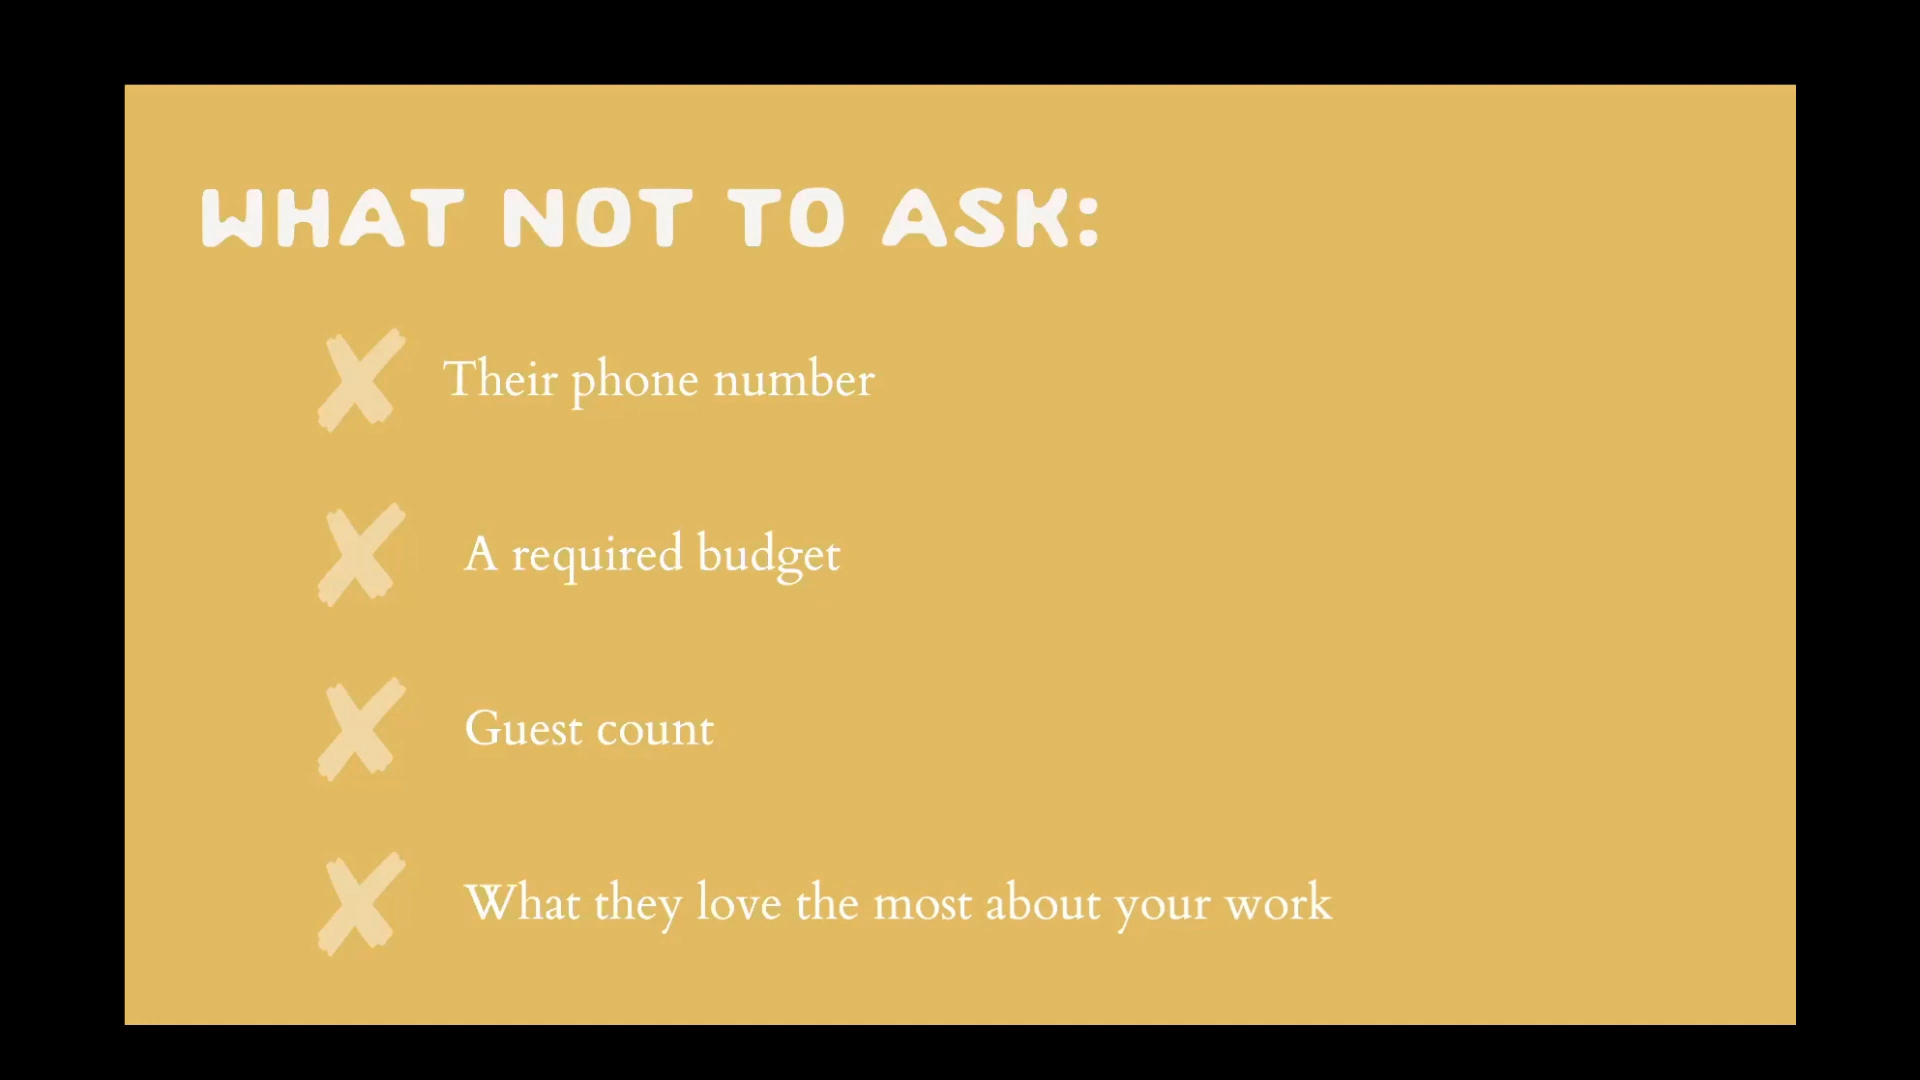 WHAT NOT TO ASK:
Their phone number
A required budget
Guest count
What they love the most about your work